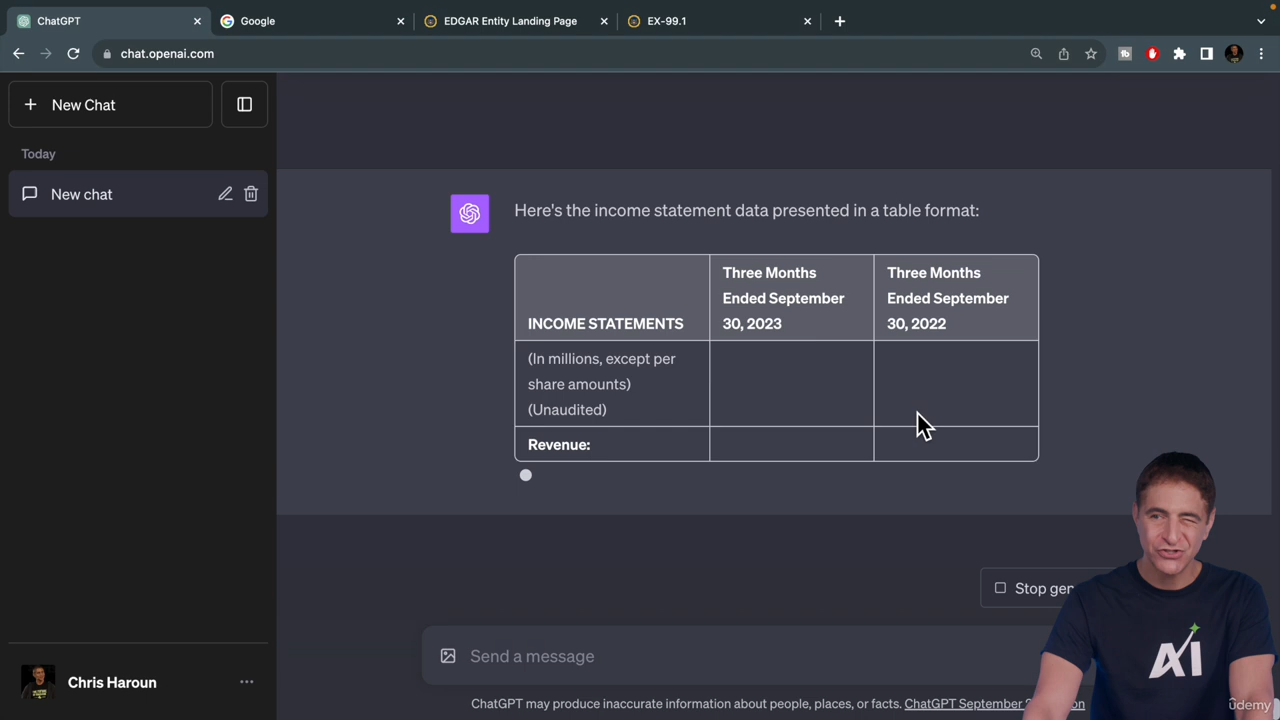 ChatGPT
Google
EDGAR Entity Landing Page
EX-99.1
chat.openai.com
New Chat
Today
New chat
Here's the income statement data presented in a table format:
INCOME STATEMENTS
Three Months
Ended September
30, 2023
Three Months
Ended September
30, 2022
(In millions, except per
share amounts)
(Unaudited)
Revenue:
Stop gen
Send a message
Chris Haroun
ChatGPT may produce inaccurate information about people, places, or facts. ChatGPT September
AI
ûdemy